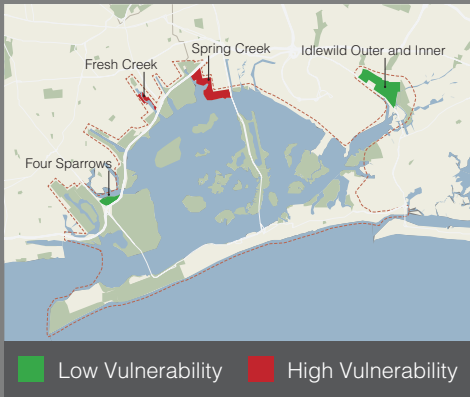 Spring Creek
Idlewild Outer and Inner
Fresh Creek
Four Sparrows
Low Vulnerability
High Vulnerability